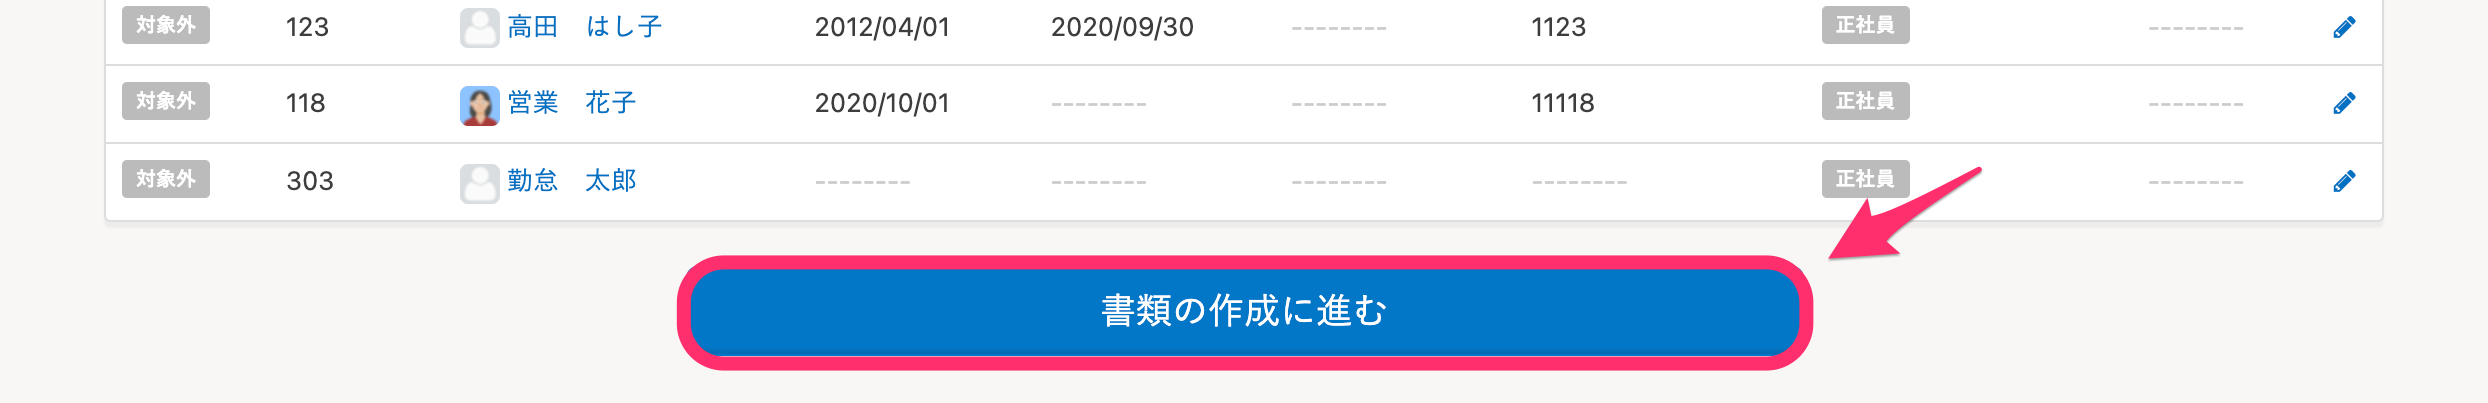 対象外 123 高田 はし子 2012/04/01 2020/09/30 -------- 1123 正社員 --------
対象外 118 営業 花子 2020/10/01 -------- -------- 11118 正社員 --------
対象外 303 勤怠 太郎 -------- -------- -------- -------- 正社員 --------
書類の作成に進む